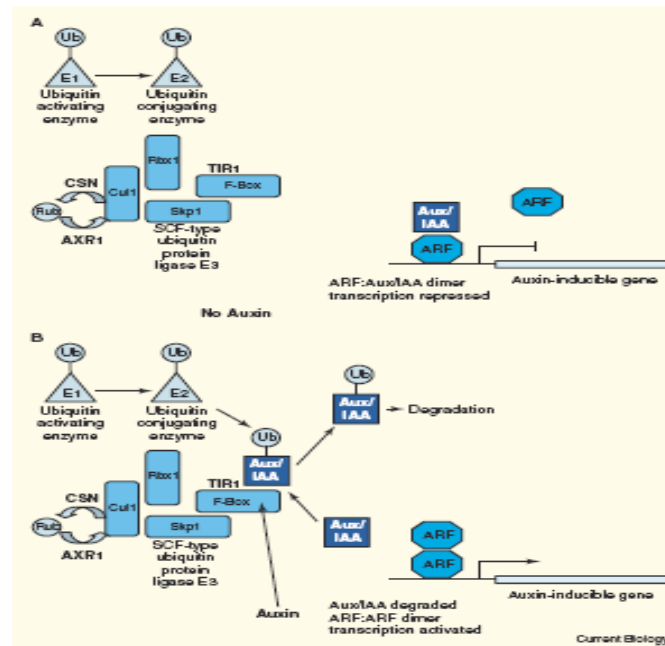 A
Ub
Ub
E1
E2
Ubiquitin
activating
enzyme
Ubiquitin
conjugating
enzyme
Rbx1
TIR1
F-Box
CSN
Cul1
Rub
Skp1
AXR1
SCF-type
ubiquitin
protein
ligase E3
Aux/
IAA
ARF
ARF
ARF:Aux/IAA dimer
transcription repressed
Auxin-inducible gene
No Auxin
B
Ub
Ub
E1
E2
Ubiquitin
activating
enzyme
Ubiquitin
conjugating
enzyme
Ub
Aux/
IAA
Degradation
Ub
Aux/
IAA
Rbx1
TIR1
F-Box
CSN
Cul1
Rub
Skp1
AXR1
SCF-type
ubiquitin
protein
ligase E3
Auxin
Aux/
IAA
ARF
ARF
Aux/IAA degraded
ARF:ARF dimer
transcription activated
Auxin-inducible gene
Current Biology